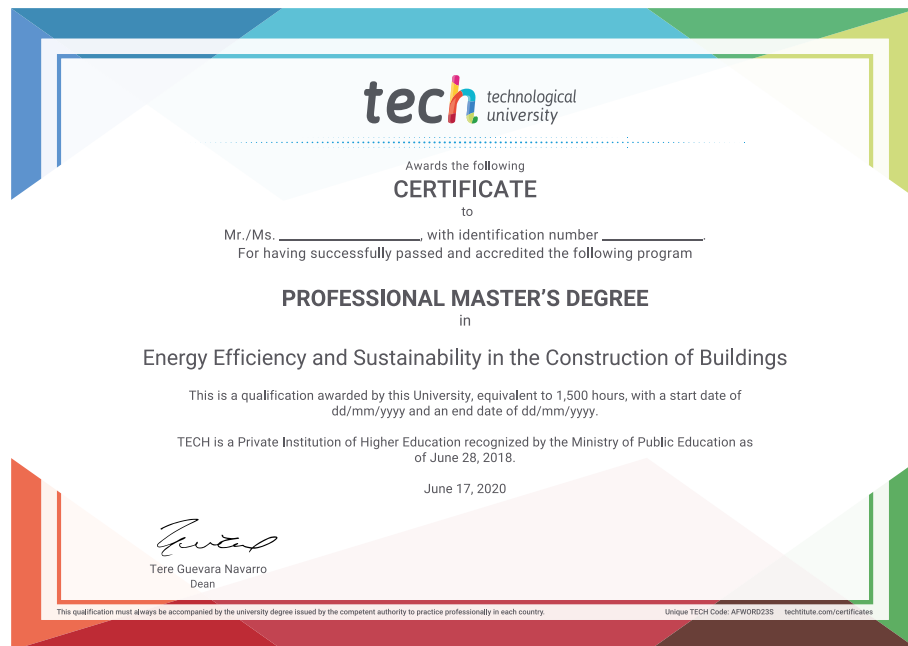 tech technological
university
Awards the following
CERTIFICATE
to
Mr./Ms. ____________________, with identification number ______________.
For having successfully passed and accredited the following program
PROFESSIONAL MASTER'S DEGREE
in
Energy Efficiency and Sustainability in the Construction of Buildings
This is a qualification awarded by this University, equivalent to 1,500 hours, with a start date of
dd/mm/yyyy and an end date of dd/mm/yyyy.
TECH is a Private Institution of Higher Education recognized by the Ministry of Public Education as
of June 28, 2018.
June 17, 2020
Tere Guevara Navarro
Dean
This qualification must always be accompanied by the university degree issued by the competent authority to practice professionally in each country. Unique TECH Code: AFWORD23S techtitute.com/certificates